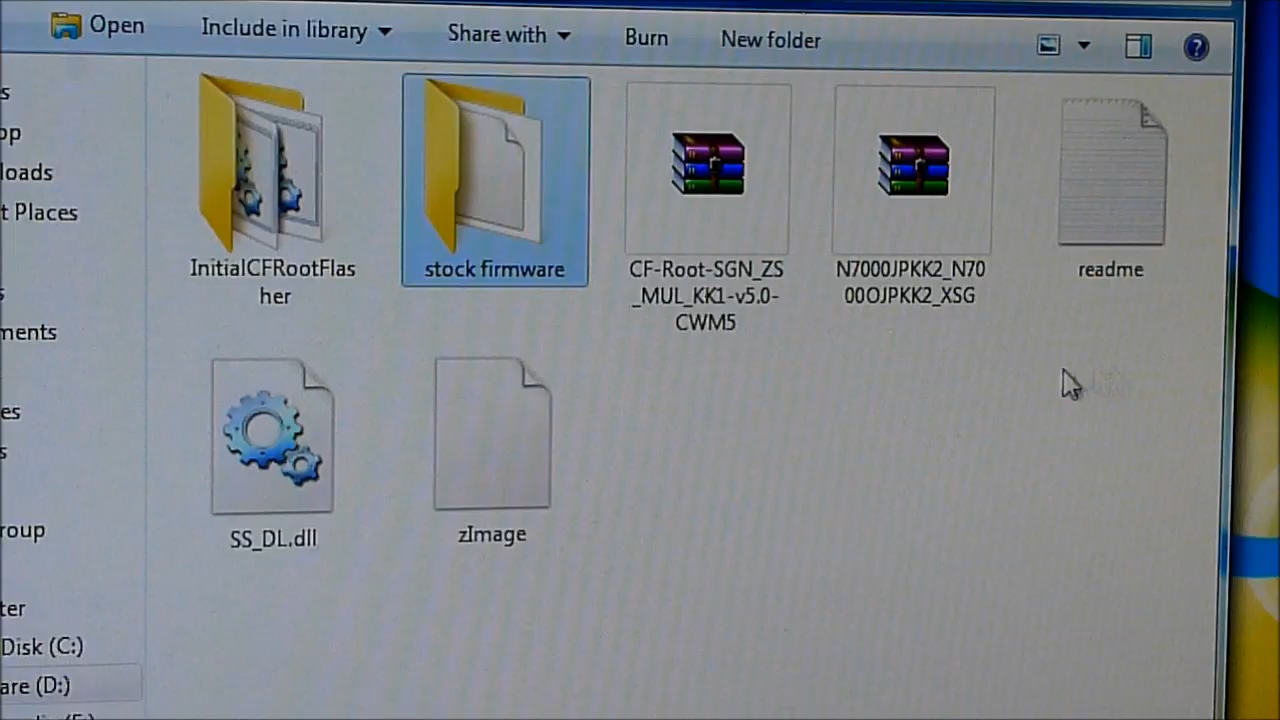 Open
Include in library
Share with
Burn
New folder
s
op
loads
t Places
s
ments
es
s
roup
ter
Disk (C:)
are (D:)
InitialCFRootFlas
her
stock firmware
CF-Root-SGN_ZS
_MUL_KK1-v5.0-
CWM5
N7000JPKK2_N70
00OJPKK2_XSG
readme
SS_DL.dll
zImage